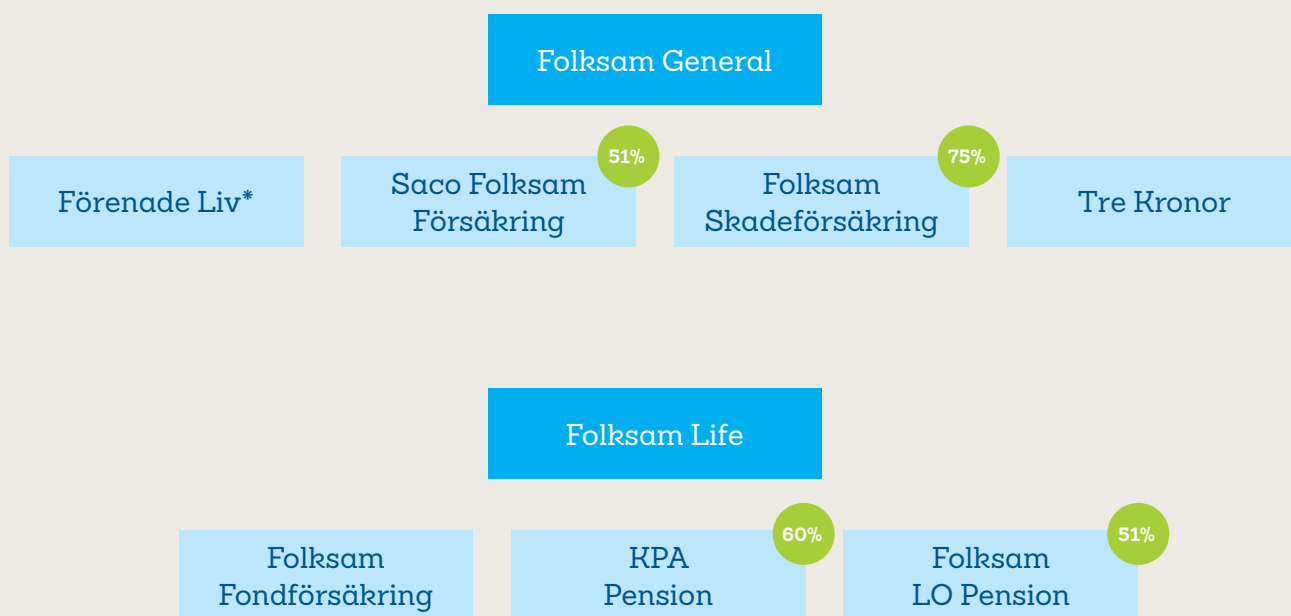 Folksam General
51%
75%
Förenade Liv*
Saco Folksam
Försäkring
Folksam
Skadeförsäkring
Tre Kronor
Folksam Life
60%
51%
Folksam
Fondförsäkring
KPA
Pension
Folksam
LO Pension